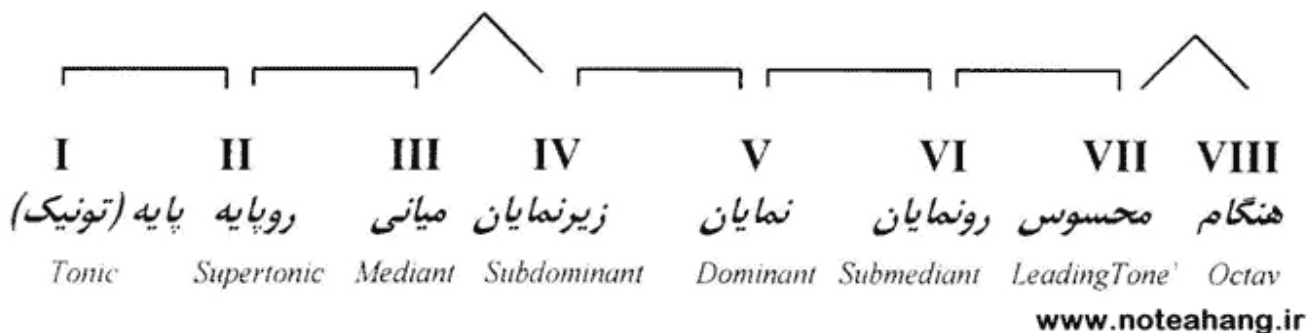 I II III IV V VI VII VIII
پایه (تونیک) روپایه میانی زیرنمایان نمایان رونمایان محسوس هنگام
Tonic Supertonic Mediant Subdominant Dominant Submediant LeadingTone' Octav
www.noteahang.ir